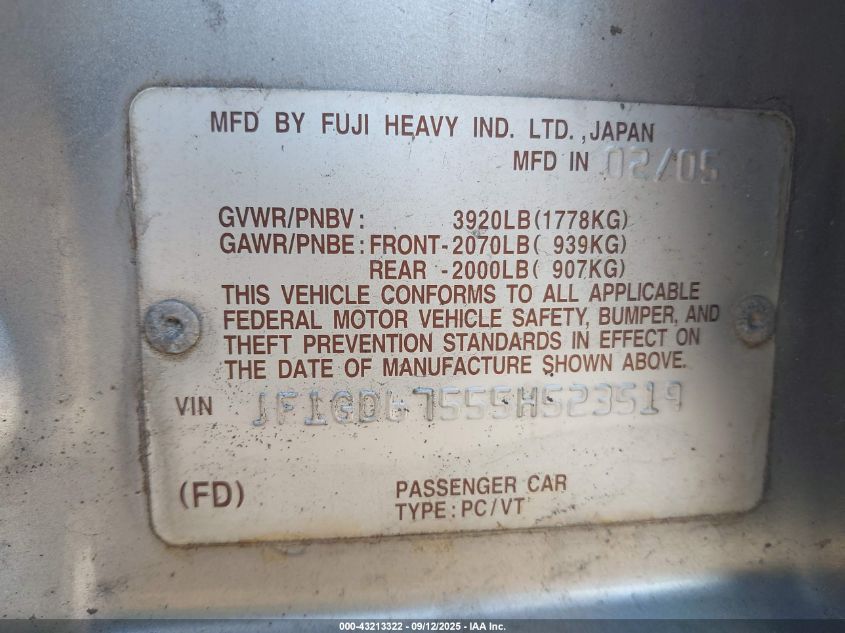 MFD BY FUJI HEAVY IND. LTD.,JAPAN
MFD IN 02/05
GVWR/PNBV: 3920LB(1778KG)
GAWR/PNBE:FRONT-2070LB( 939KG)
REAR -2000LB( 907KG)
THIS VEHICLE CONFORMS TO ALL APPLICABLE
FEDERAL MOTOR VEHICLE SAFETY, BUMPER, AND
THEFT PREVENTION STANDARDS IN EFFECT ON
THE DATE OF MANUFACTURE SHOWN ABOVE.
VIN JF1GD67555H523519
(FD) PASSENGER CAR
TYPE:PC/VT
000-43213322 - 09/12/2025 - IAA Inc.